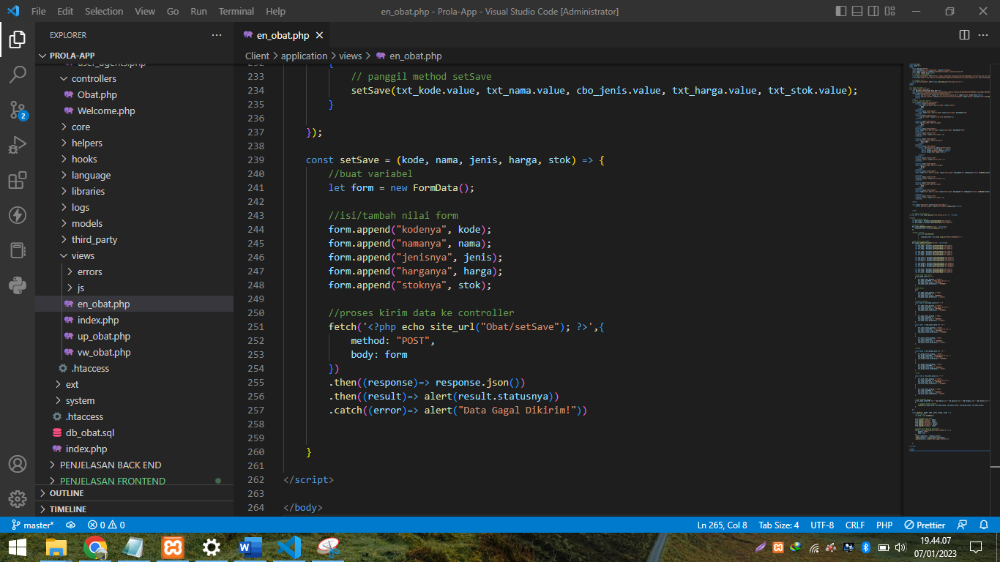 File Edit Selection View Go Run Terminal Help en_obat.php - Prola-App - Visual Studio Code [Administrator]
EXPLORER
PROLA-APP
user_agents.php
controllers
Obat.php
Welcome.php
core
helpers
hooks
language
libraries
logs
models
third_party
views
errors
js
en_obat.php
index.php
up_obat.php
vw_obat.php
.htaccess
ext
system
.htaccess
db_obat.sql
index.php
PENJELASAN BACK END
PENJELASAN FRONTEND
OUTLINE
TIMELINE
2
en_obat.php
Client > application > views > en_obat.php
232 {
233 // panggil method setSave
234 setSave(txt_kode.value, txt_nama.value, cbo_jenis.value, txt_harga.value, txt_stok.value);
235 }
236
237 });
238
239 const setSave = (kode, nama, jenis, harga, stok) => {
240 //buat variabel
241 let form = new FormData();
242
243 //isi/tambah nilai form
244 form.append("kodenya", kode);
245 form.append("namanya", nama);
246 form.append("jenisnya", jenis);
247 form.append("harganya", harga);
248 form.append("stoknya", stok);
249
250 //proses kirim data ke controller
251 fetch('<?php echo site_url("Obat/setSave"); ?>',{
252 method: "POST",
253 body: form
254 })
255 .then((response)=> response.json())
256 .then((result)=> alert(result.statusnya))
257 .catch((error)=> alert("Data Gagal Dikirim!"))
258
259
260 }
261
262 </script>
263
264 </body>
master* 0 0 Ln 265, Col 8 Tab Size: 4 UTF-8 CRLF PHP Prettier
19.44.07
07/01/2023